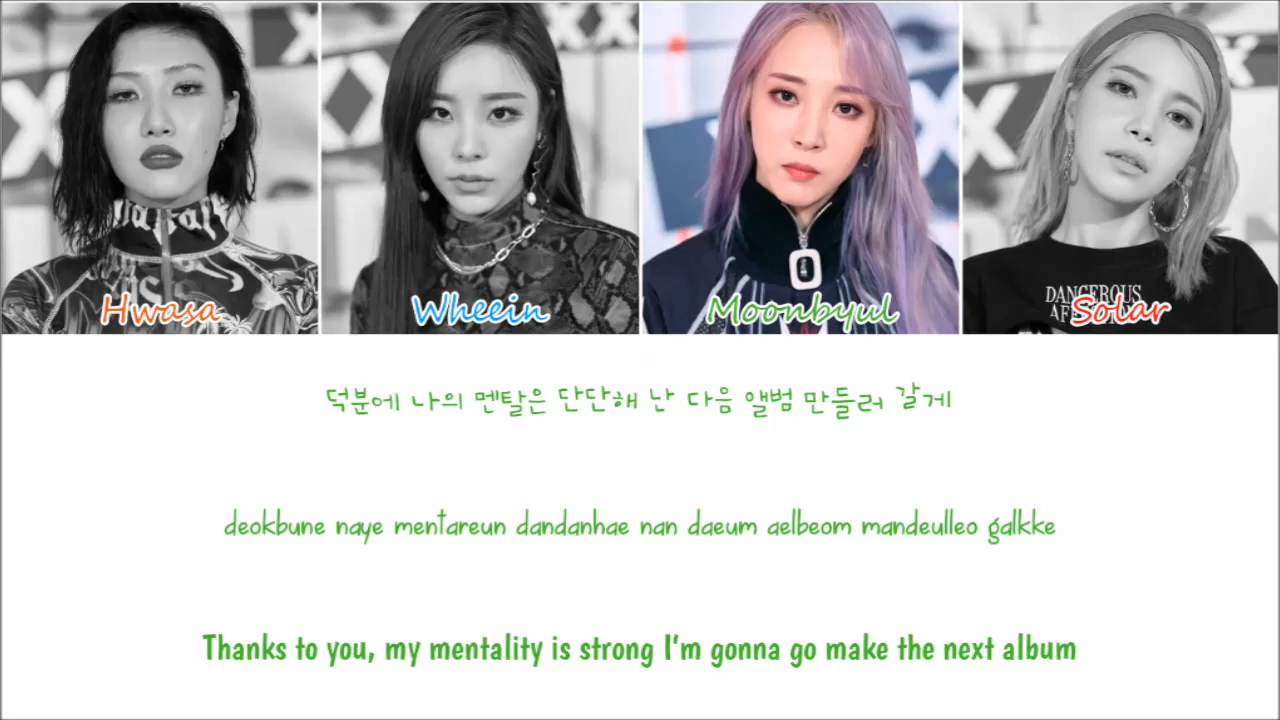 Hwasa
Wheein
Moonbyul
Solar
DANGEROUS
덕분에 나의 멘탈은 단단해 난 다음 앨범 만들러 갈게
deokbune naye mentareun dandanhae nan daeum aelbeom mandeulleo galkke
Thanks to you, my mentality is strong I'm gonna go make the next album